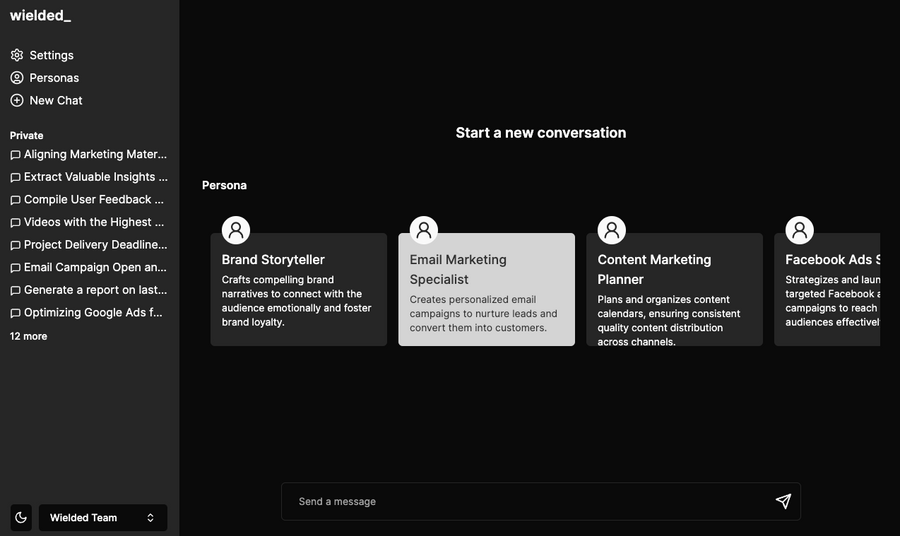 wielded_
Settings
Personas
New Chat
Private
Aligning Marketing Mater...
Extract Valuable Insights ...
Compile User Feedback ...
Videos with the Highest ...
Project Delivery Deadline...
Email Campaign Open an...
Generate a report on last...
Optimizing Google Ads f...
12 more
Wielded Team
Start a new conversation
Persona
Brand Storyteller
Crafts compelling brand
narratives to connect with the
audience emotionally and foster
brand loyalty.
Email Marketing
Specialist
Creates personalized email
campaigns to nurture leads and
convert them into customers.
Content Marketing
Planner
Plans and organizes content
calendars, ensuring consistent
quality content distribution
across channels.
Facebook Ads S
Strategizes and laun
targeted Facebook a
campaigns to reach
audiences effectivel
Send a message